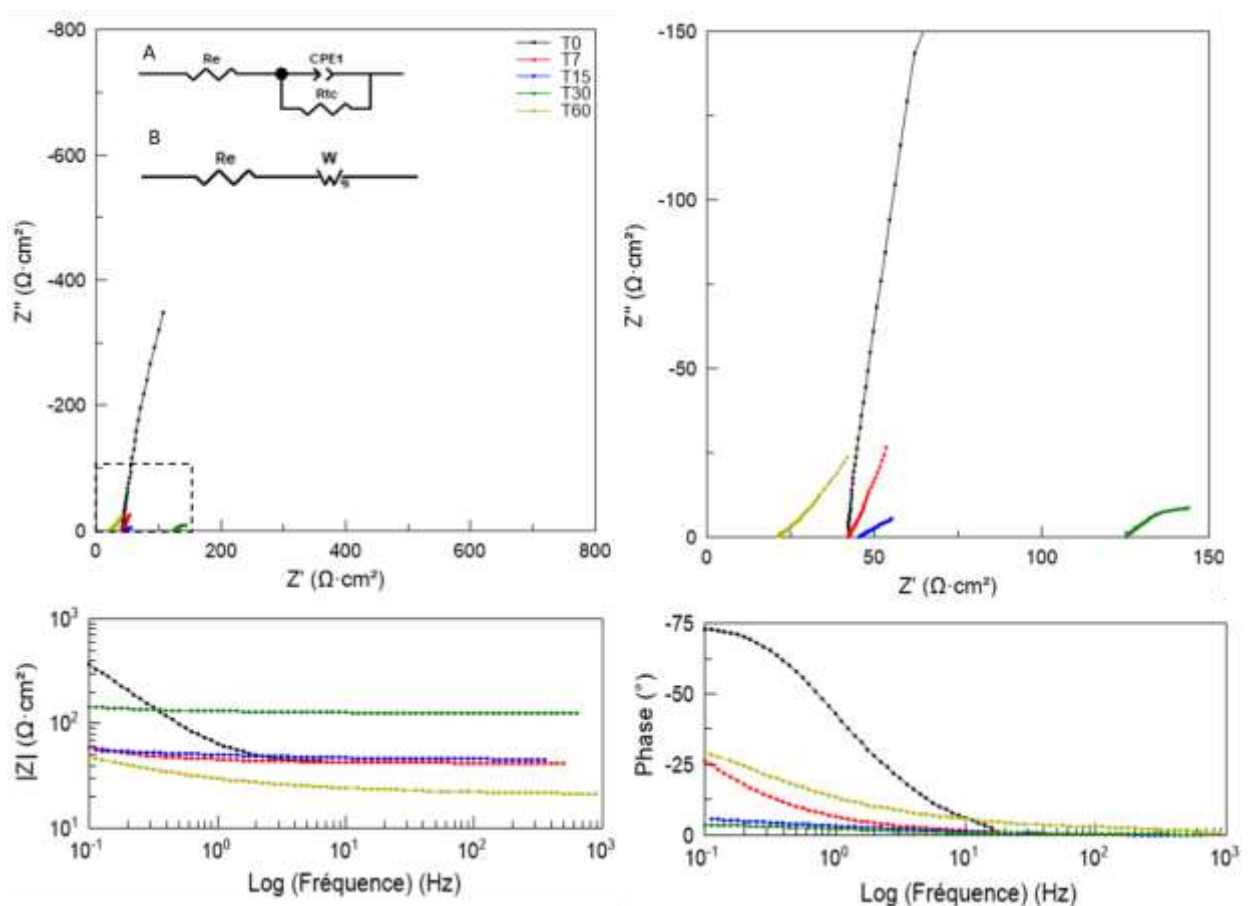 -800
-600
-400
-200
0
Z'' (Ω·cm²)
0
200
400
600
800
Z' (Ω·cm²)
A
Re
CPE1
Rtc
B
Re
W
s
T0
T7
T15
T30
T60
-150
-100
-50
0
Z'' (Ω·cm²)
0
50
100
150
Z' (Ω·cm²)
10³
10²
10¹
|Z| (Ω·cm²)
10⁻¹
10⁰
10¹
10²
10³
Log (Fréquence) (Hz)
-75
-50
-25
0
Phase (°)
10⁻¹
10⁰
10¹
10²
10³
Log (Fréquence) (Hz)